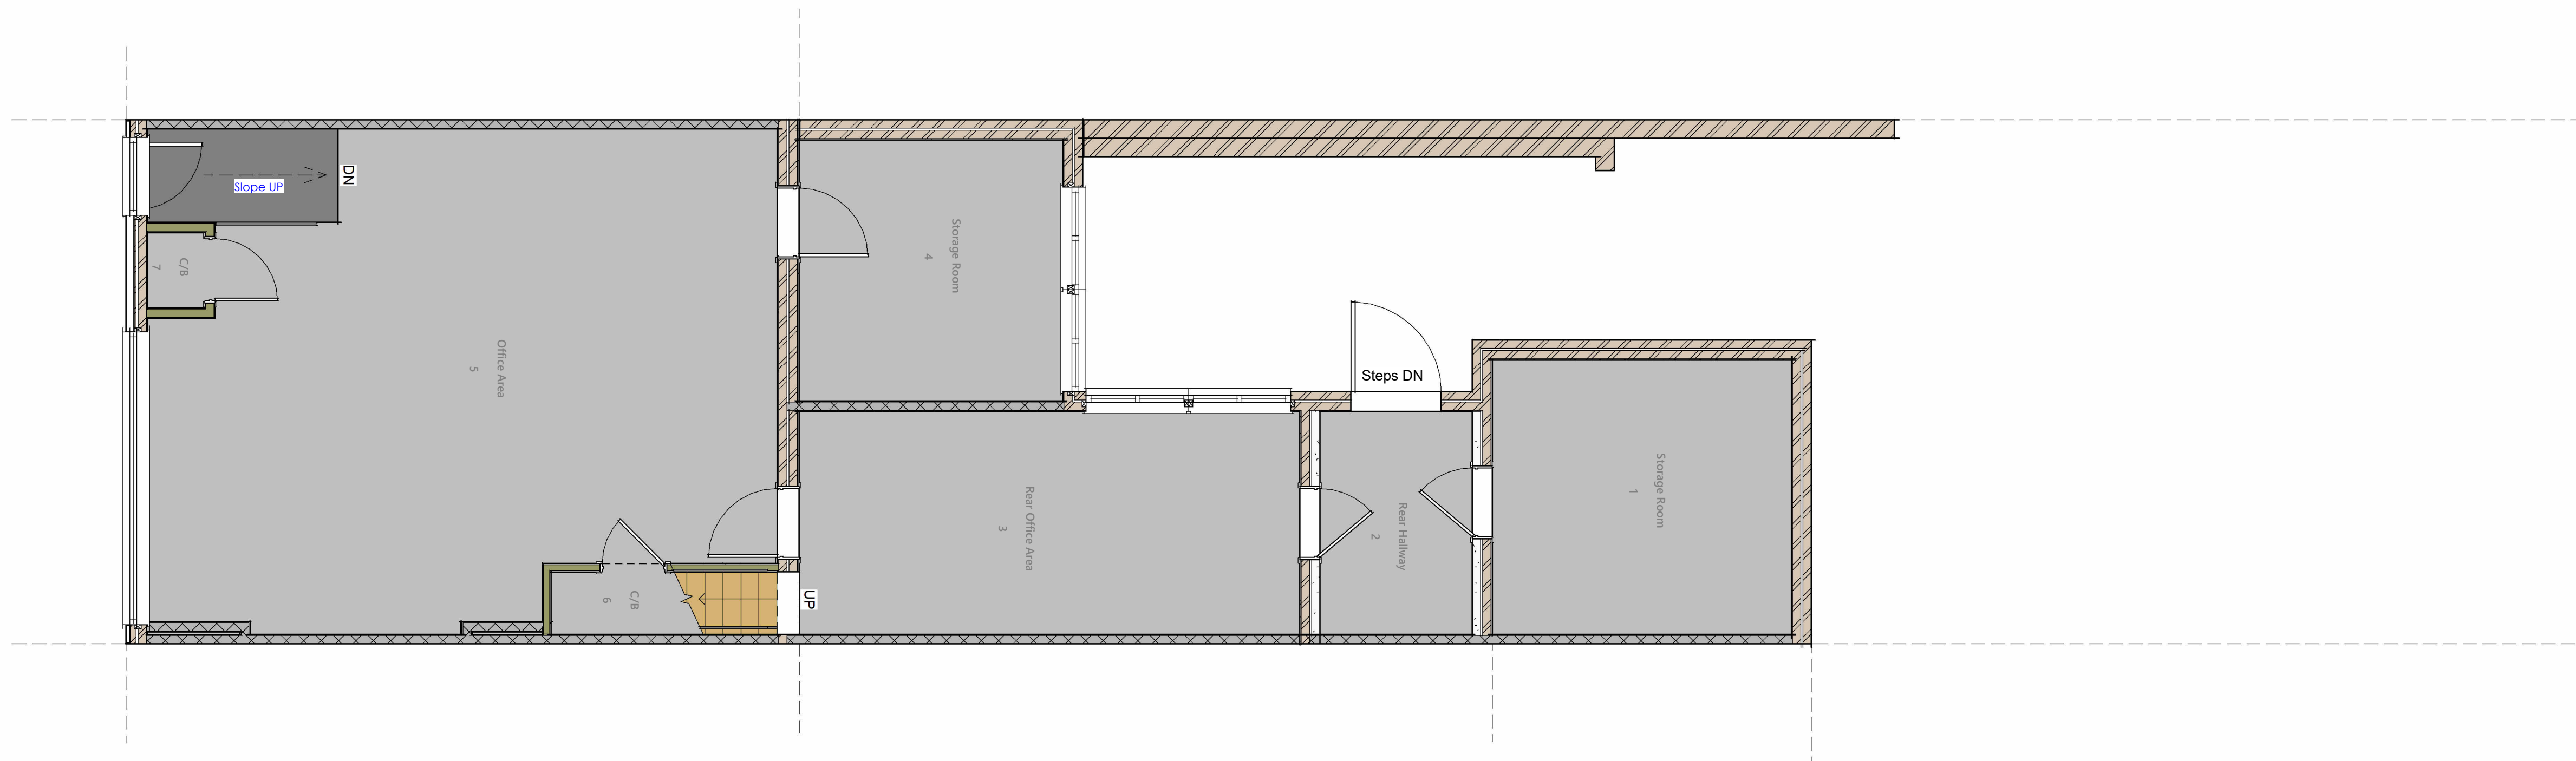 DN
Slope UP
C/B
7
Office Area
5
Storage Room
4
Steps DN
Rear Office Area
3
Rear Hallway
2
Storage Room
1
C/B
6
UP